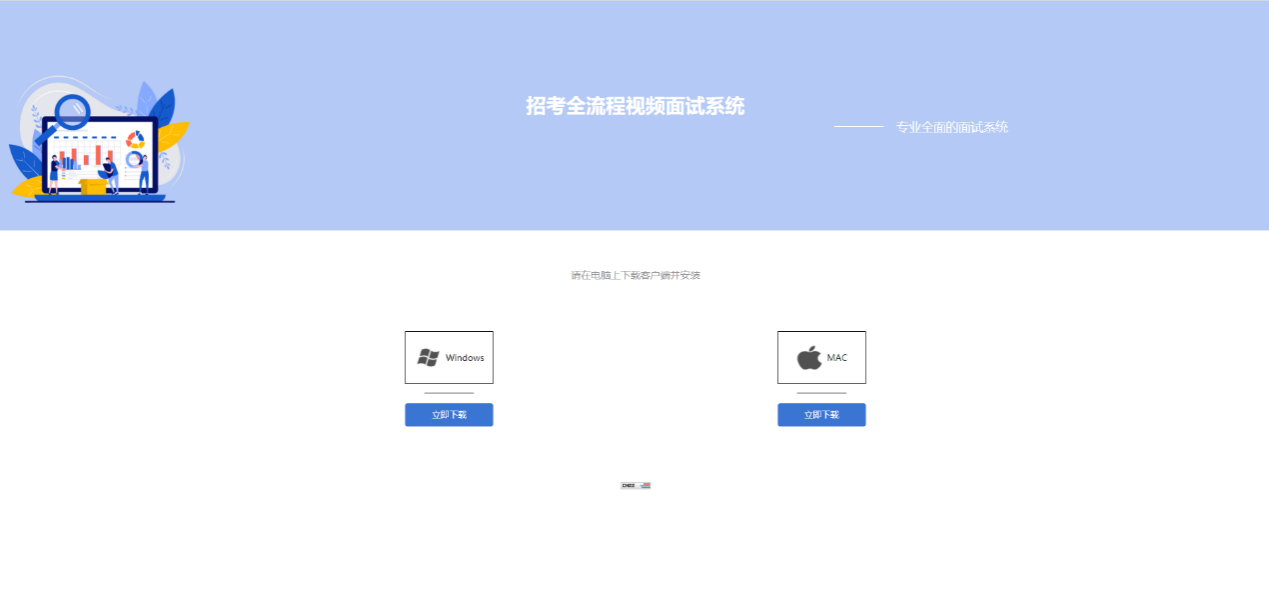 招考全流程视频面试系统
专业全面的面试系统
请在电脑上下载客户端并安装
Windows
MAC
立即下载
立即下载